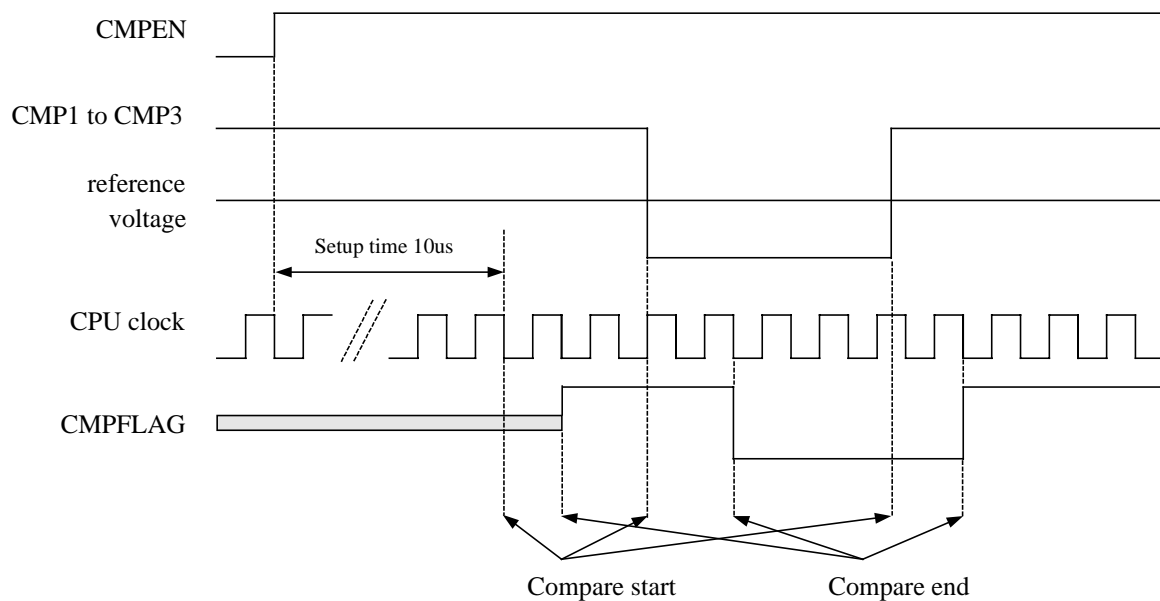 CMPEN
CMP1 to CMP3
reference
voltage
Setup time 10us
CPU clock
CMPFLAG
Compare start
Compare end